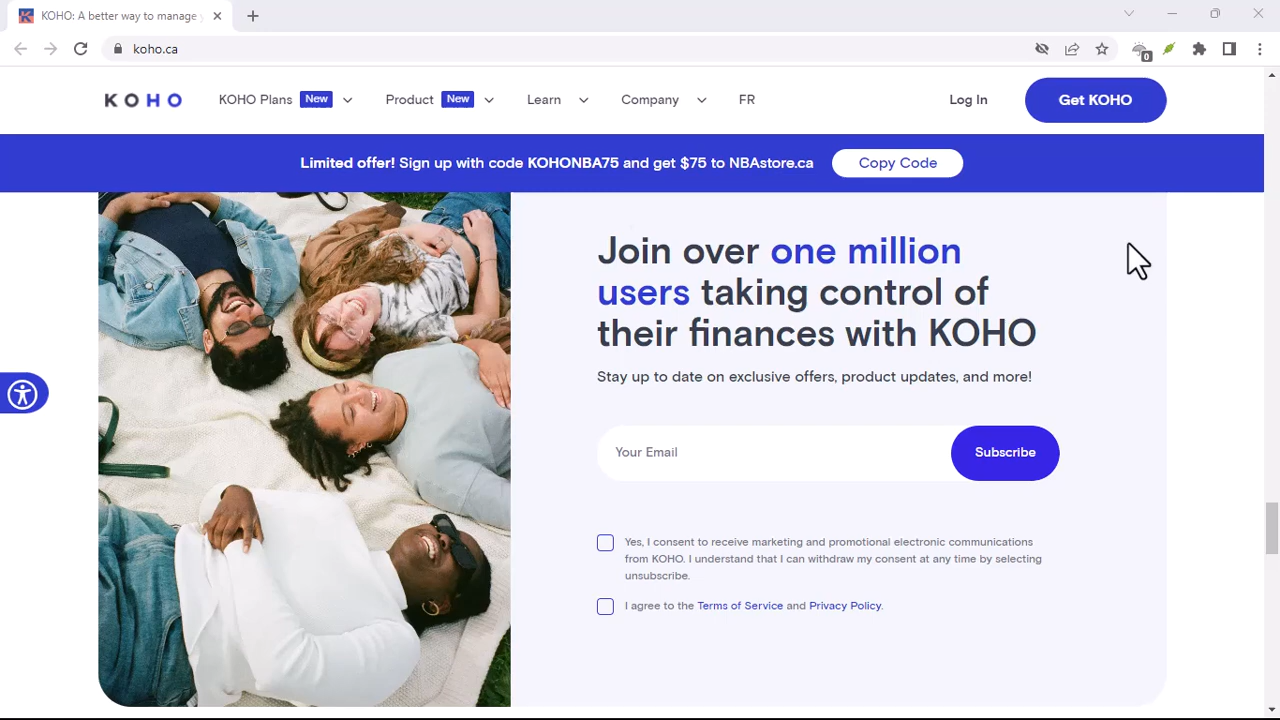 KOHO: A better way to manage
koho.ca
0
KOHO
KOHO Plans New Product New Learn Company FR Log In Get KOHO
Limited offer! Sign up with code KOHONBA75 and get $75 to NBAstore.ca Copy Code
Join over one million
users taking control of
their finances with KOHO
Stay up to date on exclusive offers, product updates, and more!
Your Email Subscribe
Yes, I consent to receive marketing and promotional electronic communications
from KOHO. I understand that I can withdraw my consent at any time by selecting
unsubscribe.
I agree to the Terms of Service and Privacy Policy.